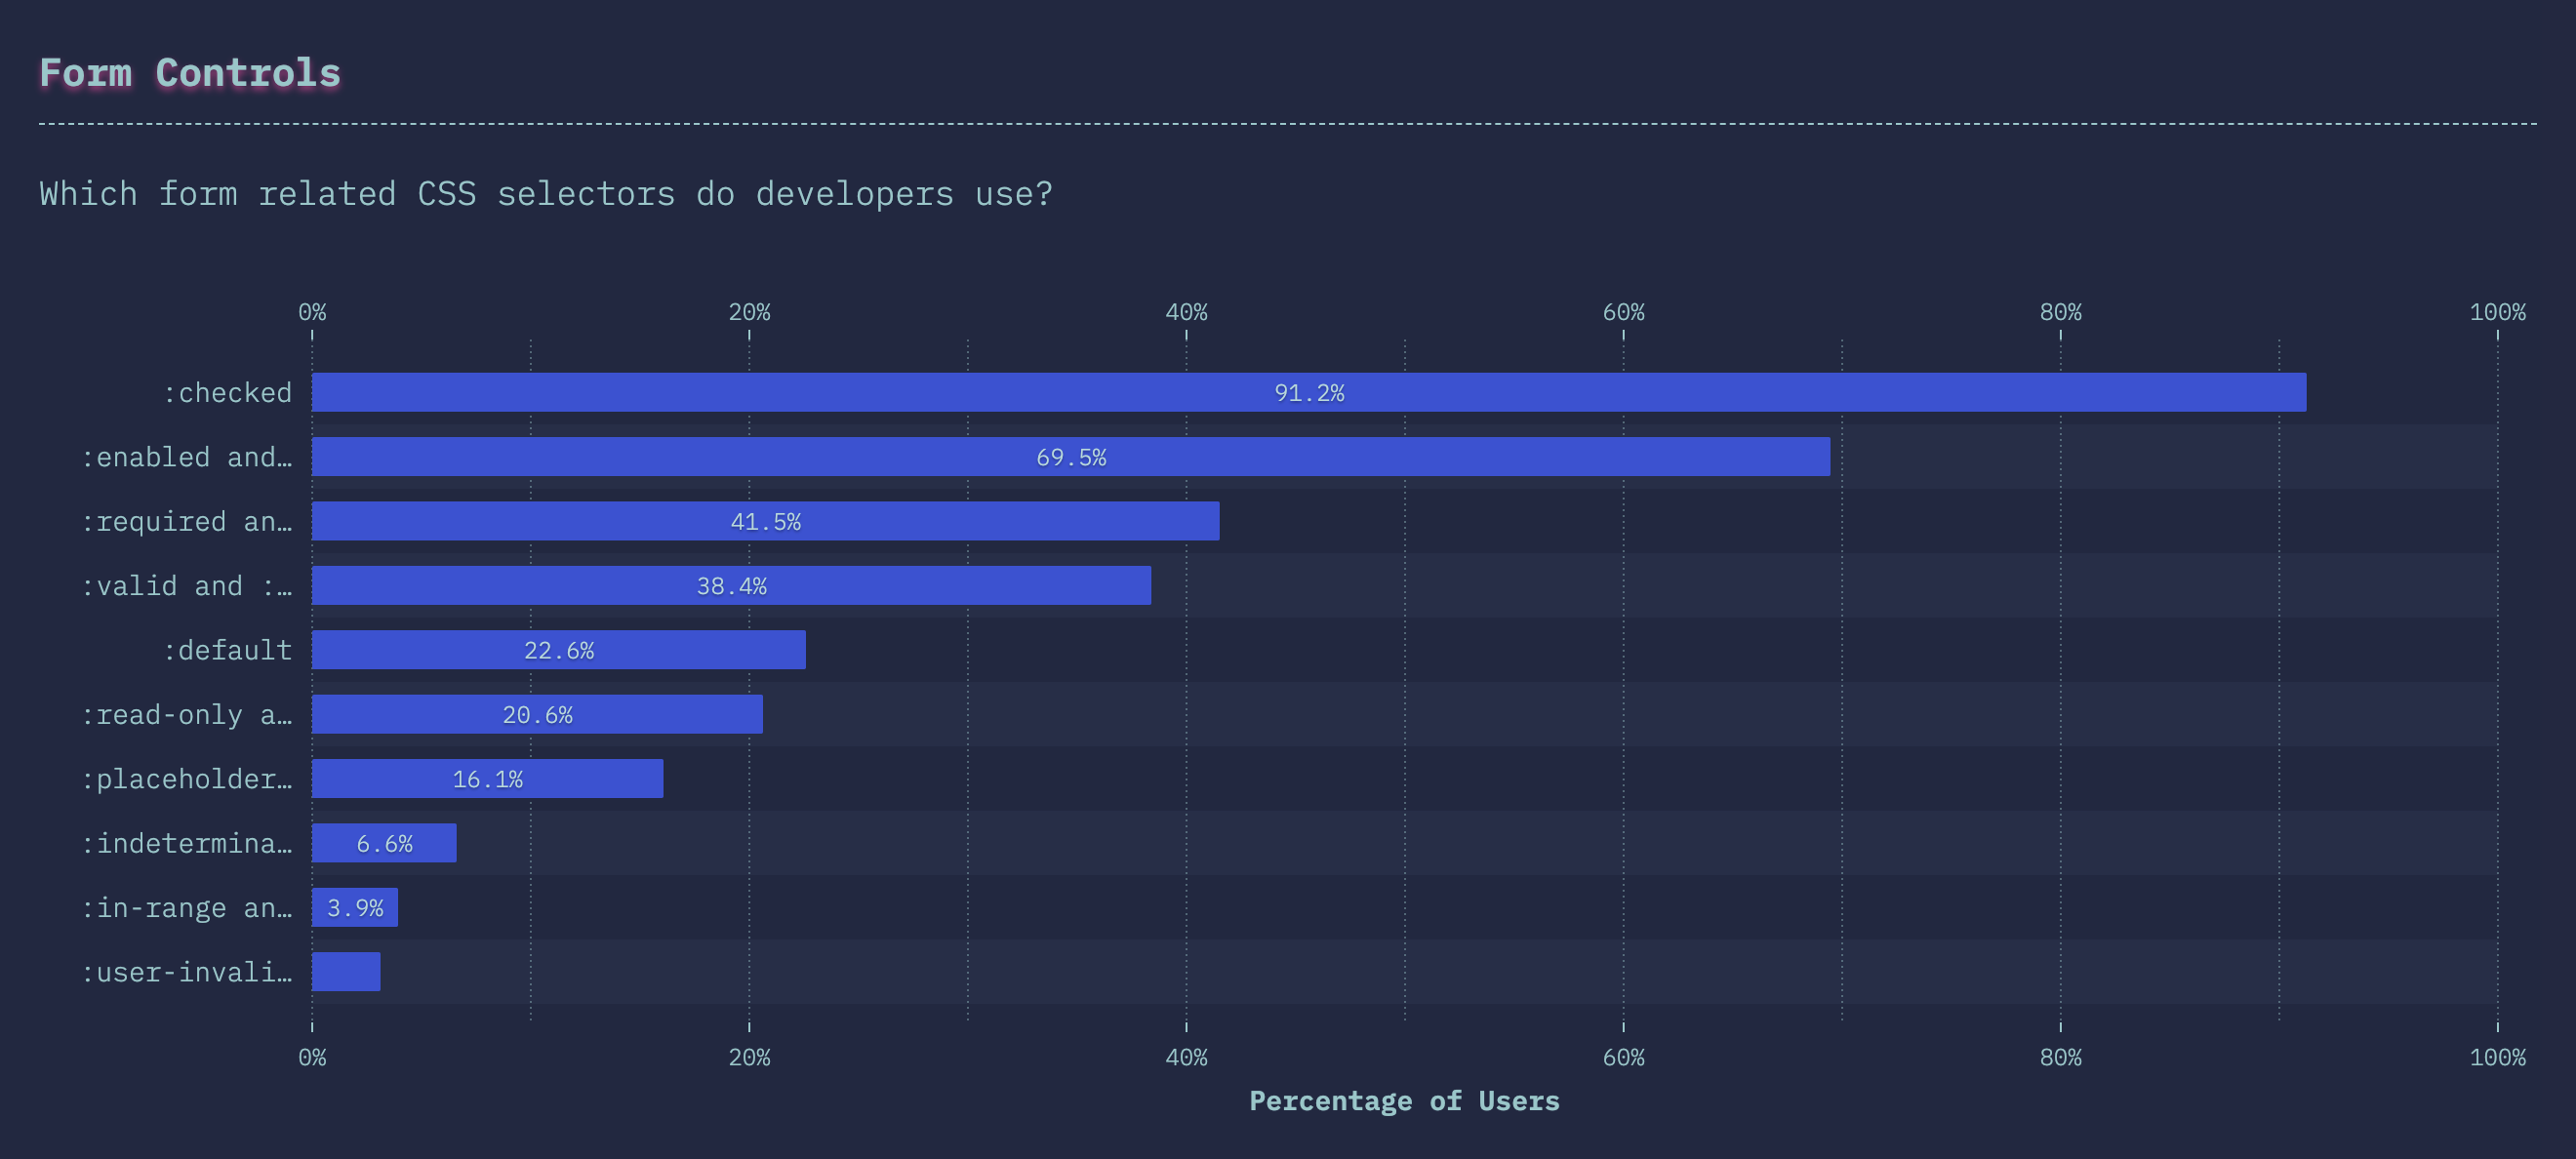 Form Controls
Which form related CSS selectors do developers use?
0% 20% 40% 60% 80% 100%
:checked 91.2%
:enabled and… 69.5%
:required an… 41.5%
:valid and :… 38.4%
:default 22.6%
:read-only a… 20.6%
:placeholder… 16.1%
:indetermina… 6.6%
:in-range an… 3.9%
:user-invali…
0% 20% 40% 60% 80% 100%
Percentage of Users